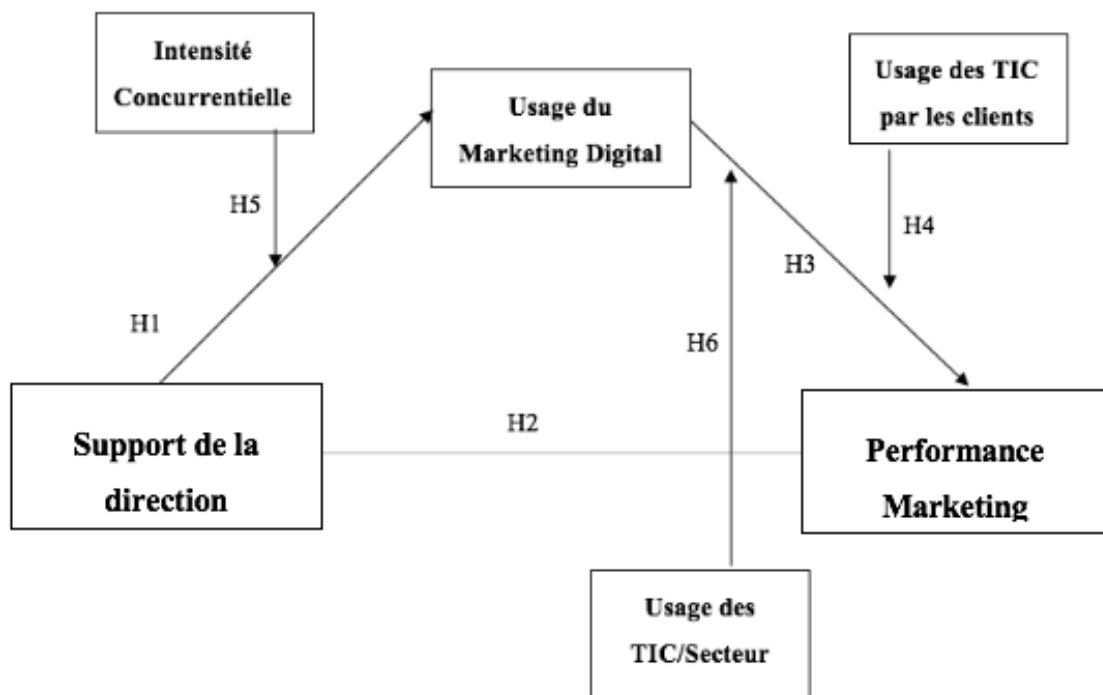 Intensité
Concurrentielle
Usage du
Marketing Digital
Usage des TIC
par les clients
H5
H4
H3
H1
H6
H2
Support de la
direction
Performance
Marketing
Usage des
TIC/Secteur